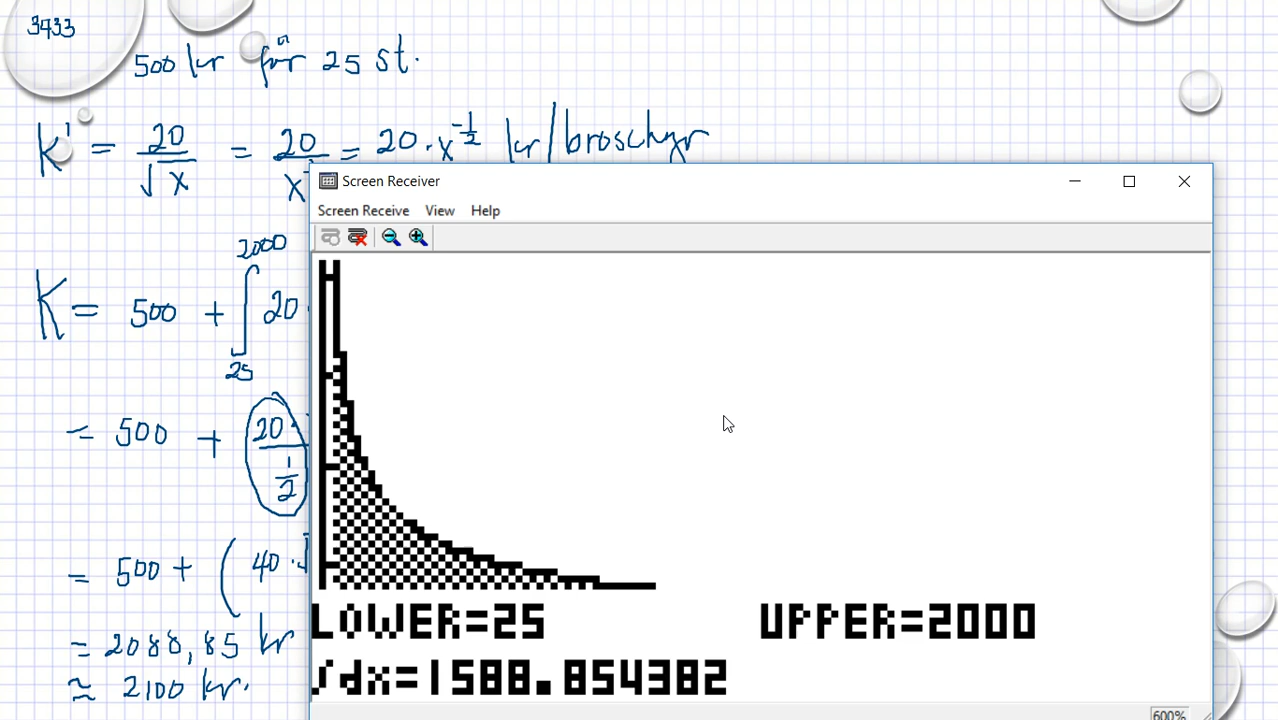 3433
500 kr för 25 st.
K' = 20/√x = 20/x = 20·x^-1/2 kr/broschyr
Screen Receiver
Screen Receive View Help
2000
K = 500 + ∫ 20
25
= 500 + 20·/(1/2)
= 500 + (40·√
LOWER=25 UPPER=2000
= 2088,85 kr
∫dx=1588.854382
≈ 2100 kr.
600%